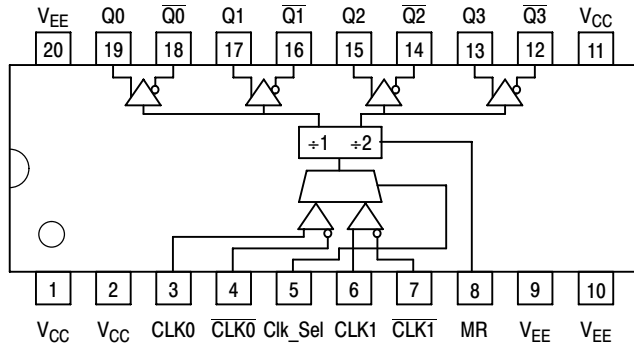 VEE Q0 Q0 Q1 Q1 Q2 Q2 Q3 Q3 VCC
20 19 18 17 16 15 14 13 12 11
÷1 ÷2
1 2 3 4 5 6 7 8 9 10
VCC VCC CLK0 CLK0 Clk_Sel CLK1 CLK1 MR VEE VEE